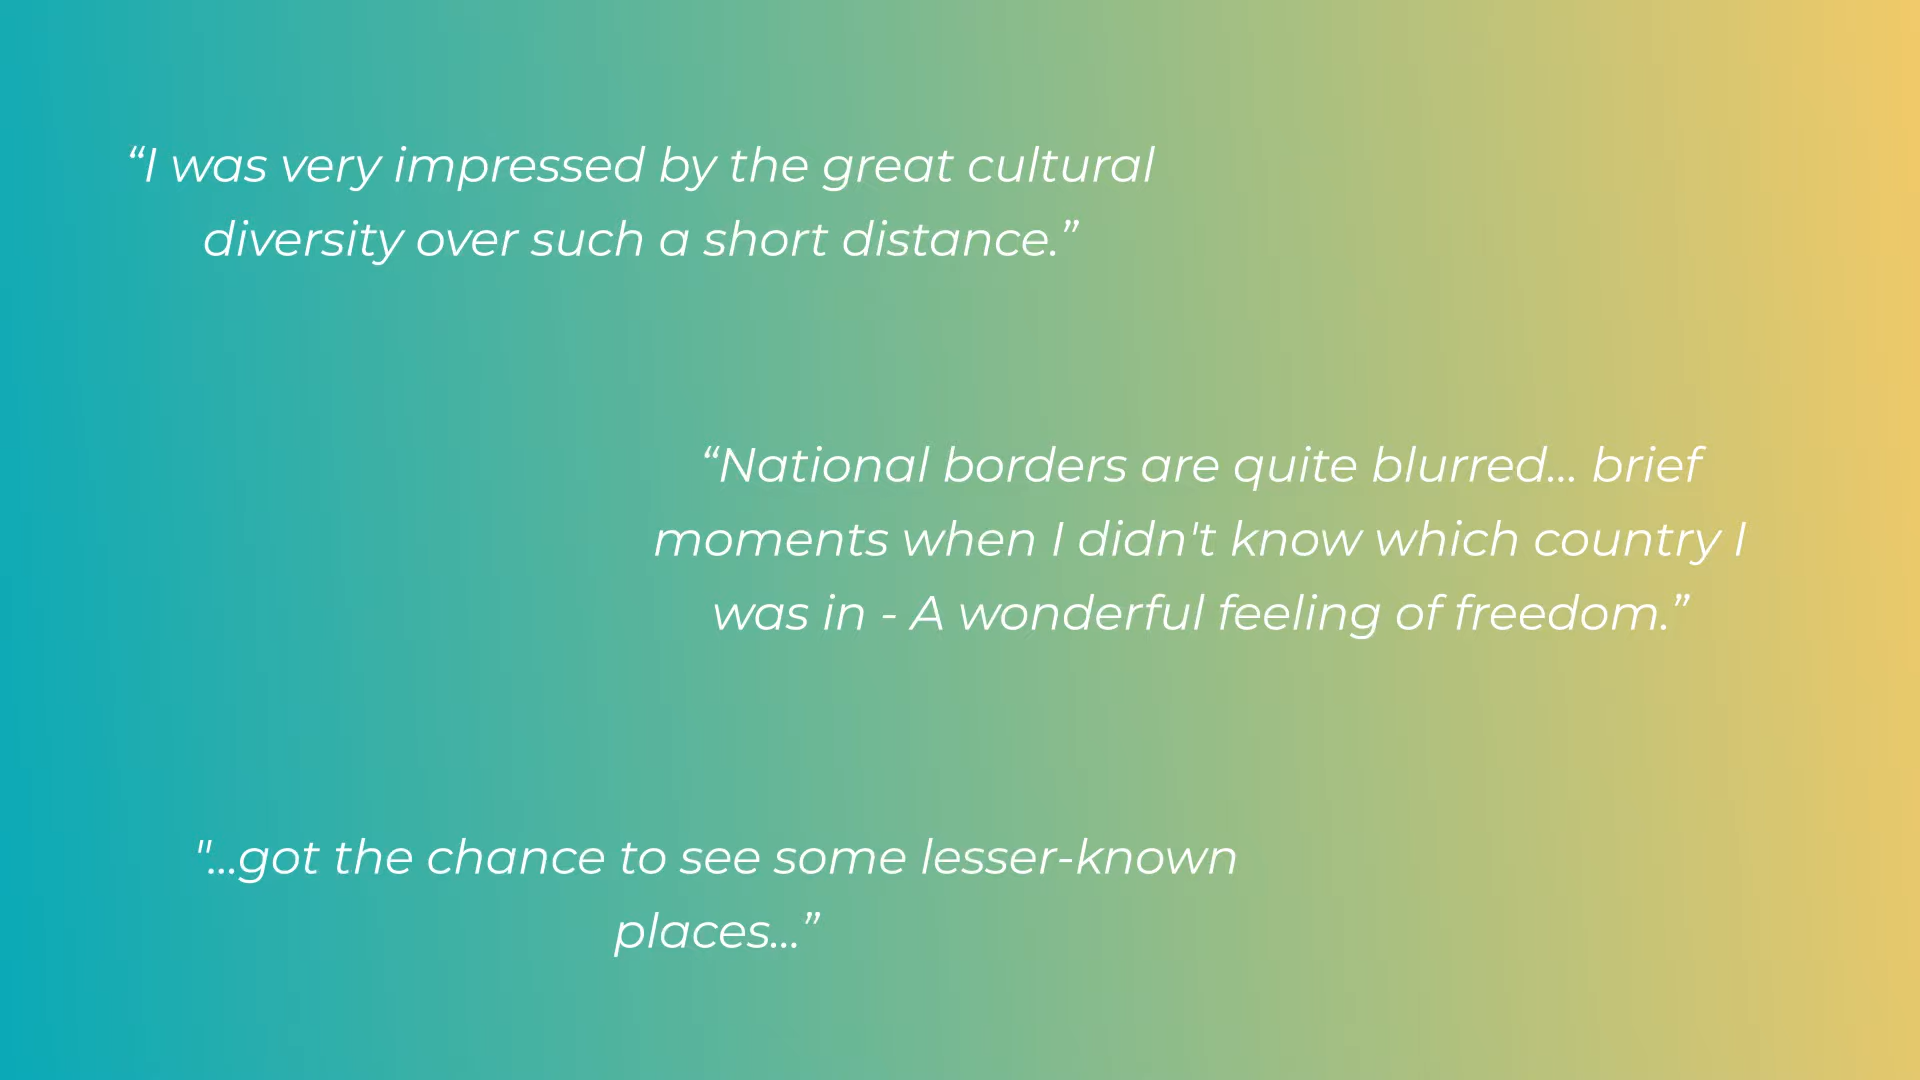 “I was very impressed by the great cultural
diversity over such a short distance.”
“National borders are quite blurred... brief
moments when I didn't know which country I
was in - A wonderful feeling of freedom.”
"...got the chance to see some lesser-known
places...”